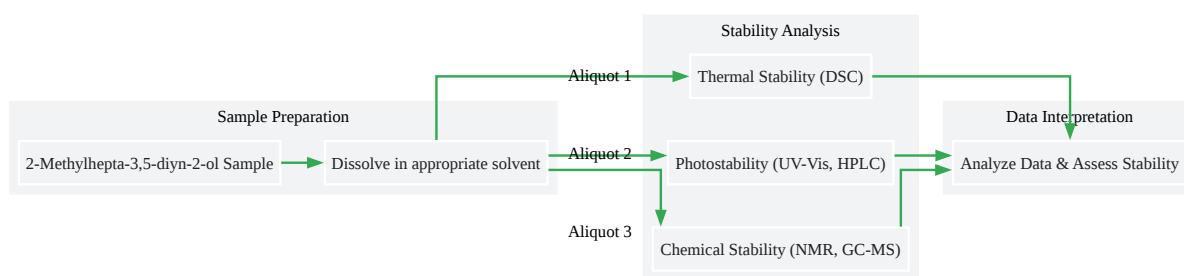 Stability Analysis
Aliquot 1
Thermal Stability (DSC)
Sample Preparation
Data Interpretation
2-Methylhepta-3,5-diyn-2-ol Sample
Dissolve in appropriate solvent
Aliquot 2
Photostability (UV-Vis, HPLC)
Analyze Data & Assess Stability
Aliquot 3
Chemical Stability (NMR, GC-MS)